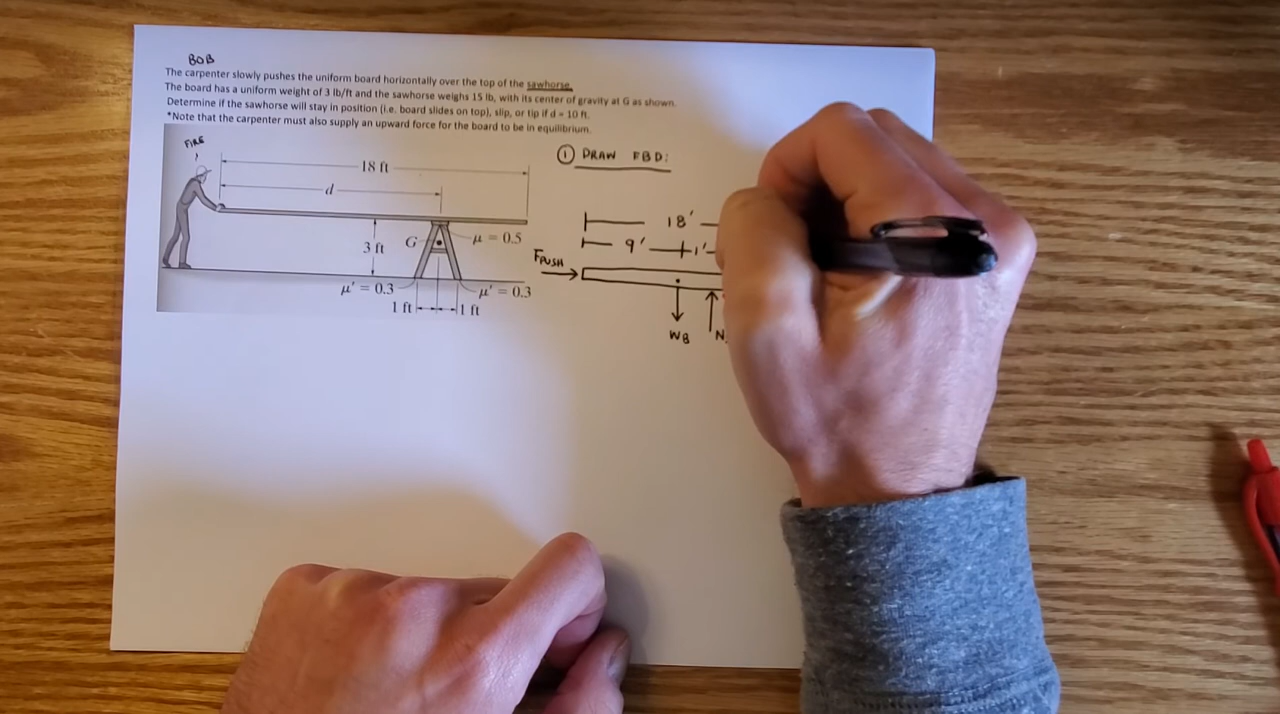 BOB
The carpenter slowly pushes the uniform board horizontally over the top of the sawhorse.
The board has a uniform weight of 3 lb/ft and the sawhorse weighs 15 lb, with its center of gravity at G as shown.
Determine if the sawhorse will stay in position (i.e. board slides on top), slip, or tip if d = 10 ft.
*Note that the carpenter must also supply an upward force for the board to be in equilibrium.
FIRE
!
18 ft
d
3 ft
G
μ = 0.5
μ' = 0.3
μ' = 0.3
1 ft
1 ft
① DRAW FBD:
18'
9'
1'
FPUSH
WB
N